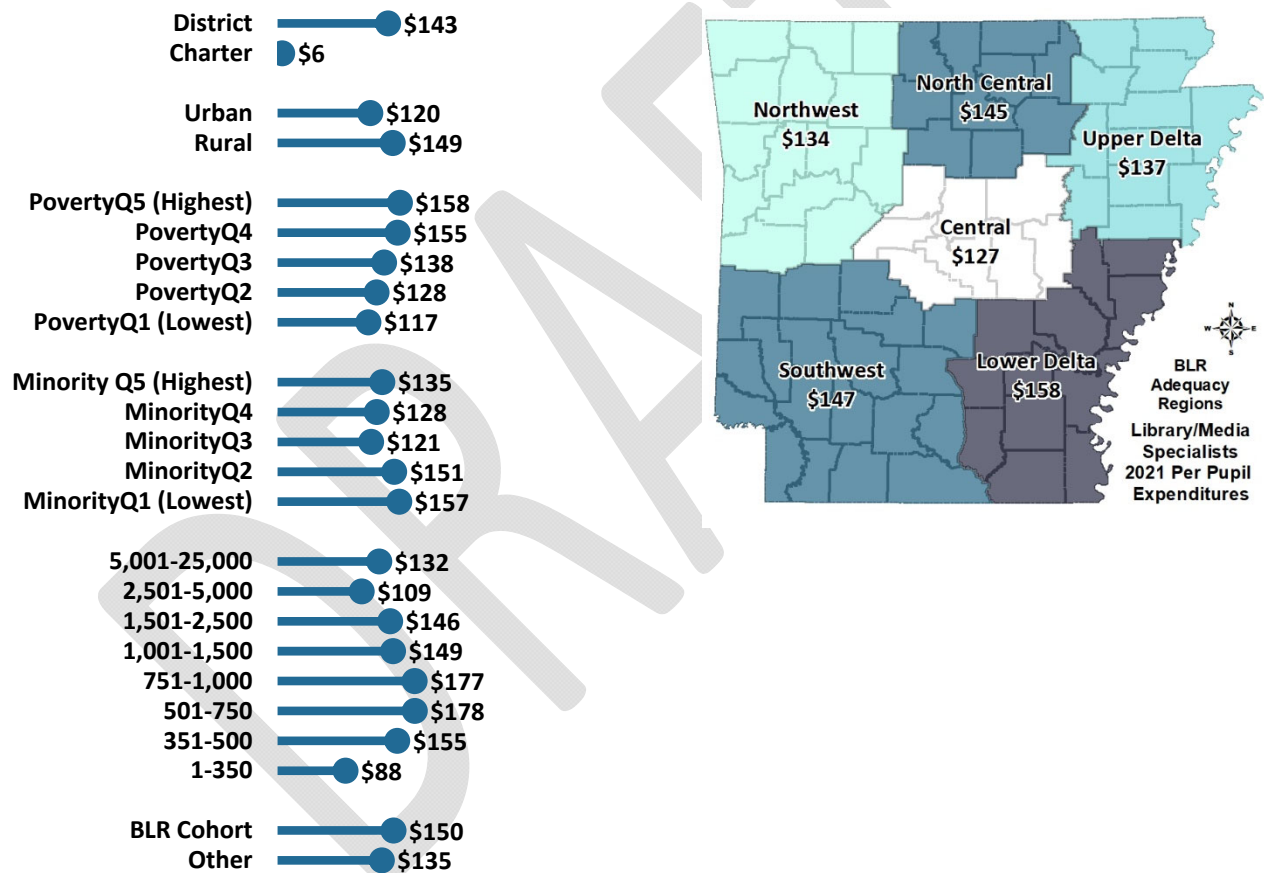 District $143
Charter $6
Urban $120
Rural $149
PovertyQ5 (Highest) $158
PovertyQ4 $155
PovertyQ3 $138
PovertyQ2 $128
PovertyQ1 (Lowest) $117
Minority Q5 (Highest) $135
MinorityQ4 $128
MinorityQ3 $121
MinorityQ2 $151
MinorityQ1 (Lowest) $157
5,001-25,000 $132
2,501-5,000 $109
1,501-2,500 $146
1,001-1,500 $149
751-1,000 $177
501-750 $178
351-500 $155
1-350 $88
BLR Cohort $150
Other $135
Northwest
$134
North Central
$145
Upper Delta
$137
Central
$127
Southwest
$147
Lower Delta
$158
N
W E
S
BLR
Adequacy
Regions
Library/Media
Specialists
2021 Per Pupil
Expenditures
DRA